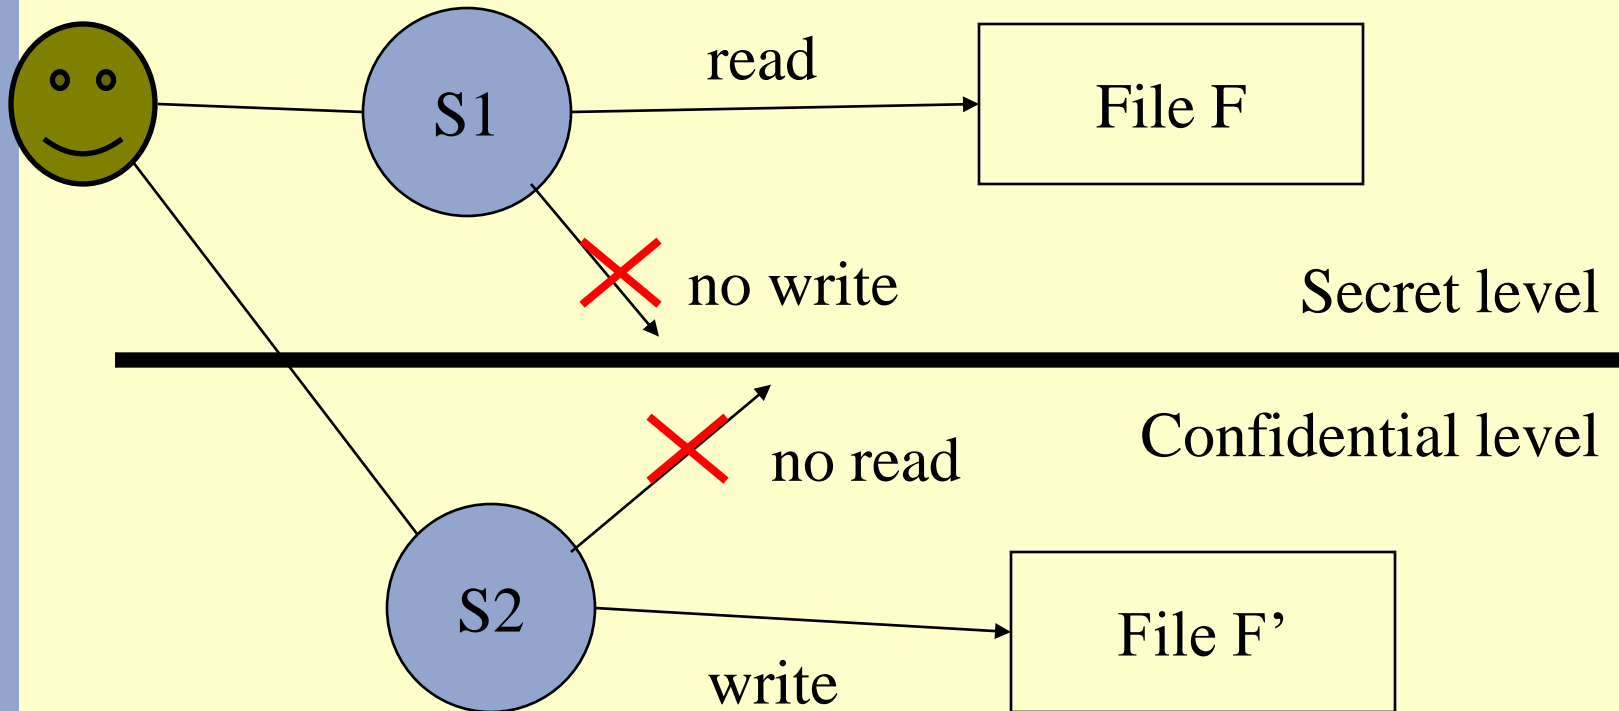 read
S1
File F
no write
Secret level
Confidential level
no read
S2
File F’
write